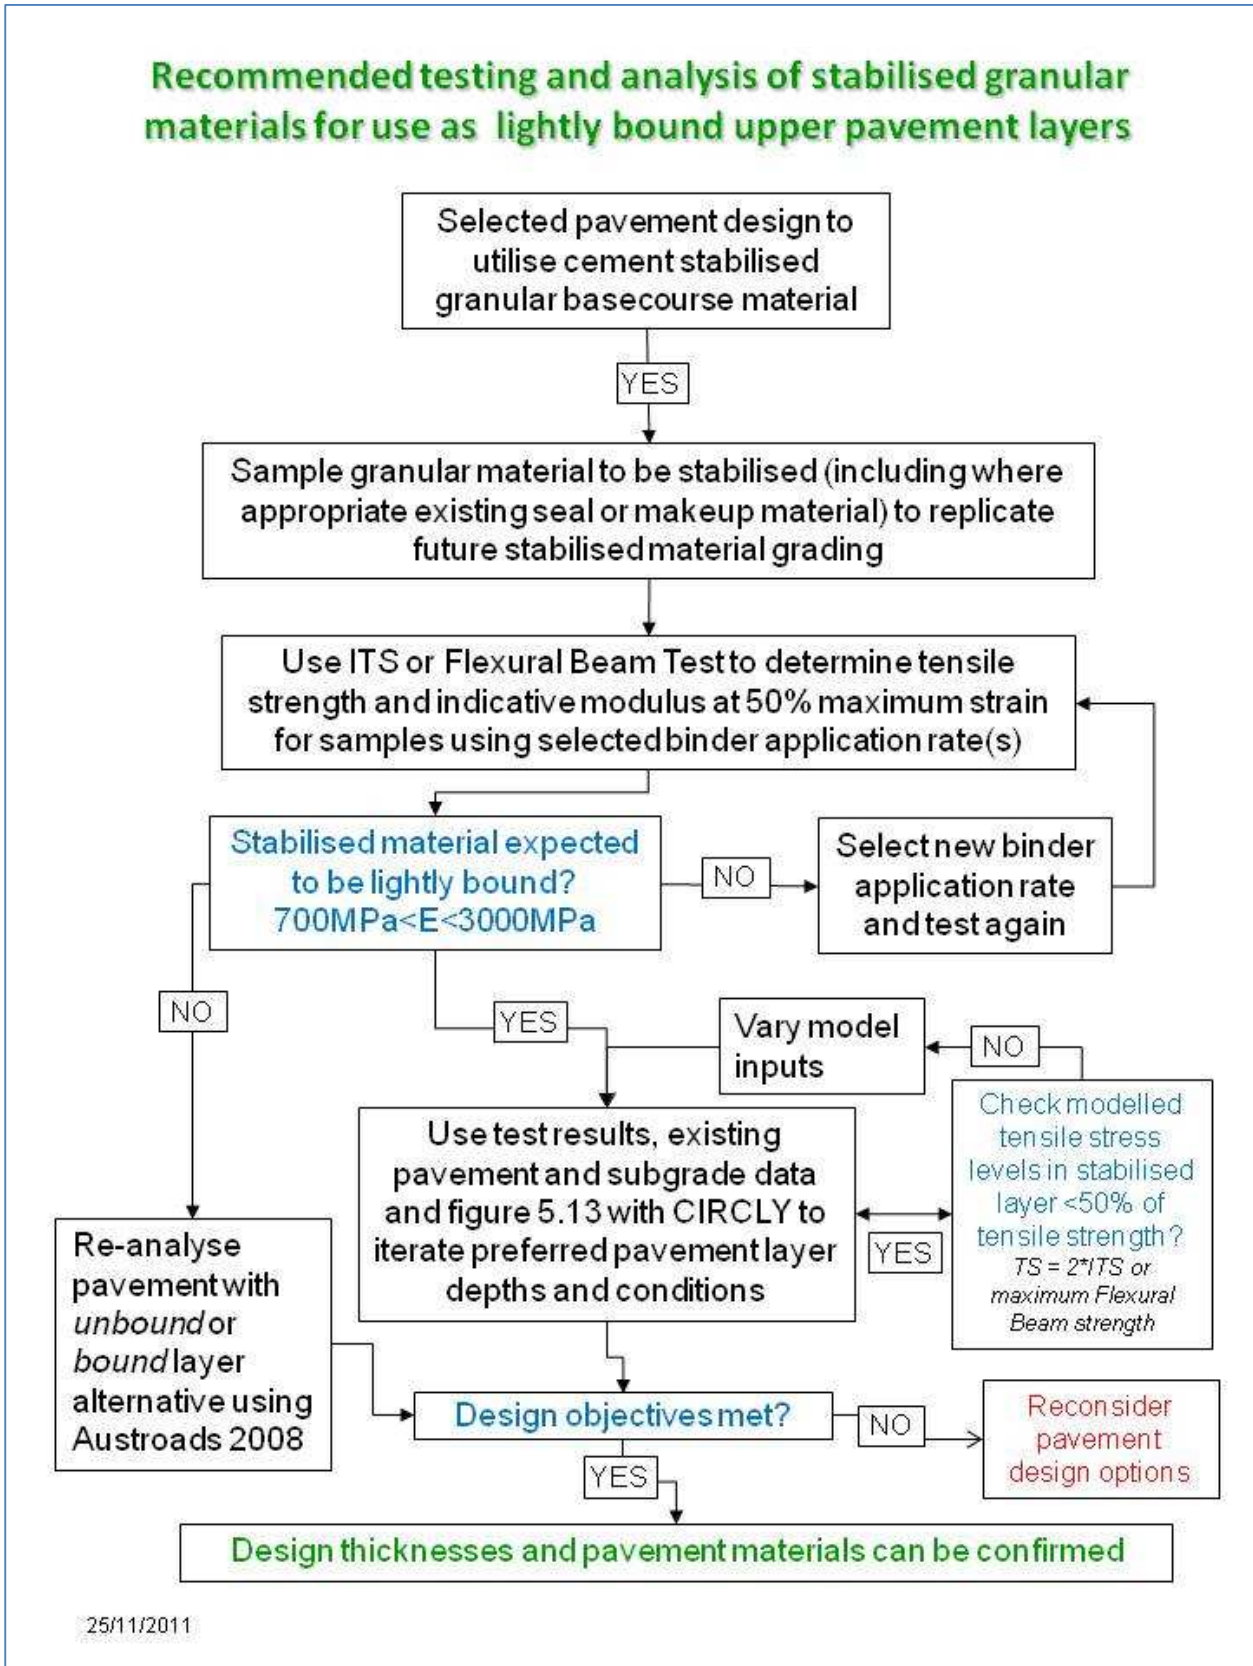 Recommended testing and analysis of stabilised granular
materials for use as lightly bound upper pavement layers
Selected pavement design to
utilise cement stabilised
granular basecourse material
YES
Sample granular material to be stabilised (including where
appropriate existing seal or makeup material) to replicate
future stabilised material grading
Use ITS or Flexural Beam Test to determine tensile
strength and indicative modulus at 50% maximum strain
for samples using selected binder application rate(s)
Stabilised material expected
to be lightly bound?
700MPa<E<3000MPa
NO
Select new binder
application rate
and test again
NO
YES
Vary model
inputs
NO
Check modelled
tensile stress
levels in stabilised
layer <50% of
tensile strength?
TS = 2*ITS or
maximum Flexural
Beam strength
Use test results, existing
pavement and subgrade data
and figure 5.13 with CIRCLY to
iterate preferred pavement layer
depths and conditions
YES
Re-analyse
pavement with
unbound or
bound layer
alternative using
Austroads 2008
Design objectives met?
NO
Reconsider
pavement
design options
YES
Design thicknesses and pavement materials can be confirmed
25/11/2011